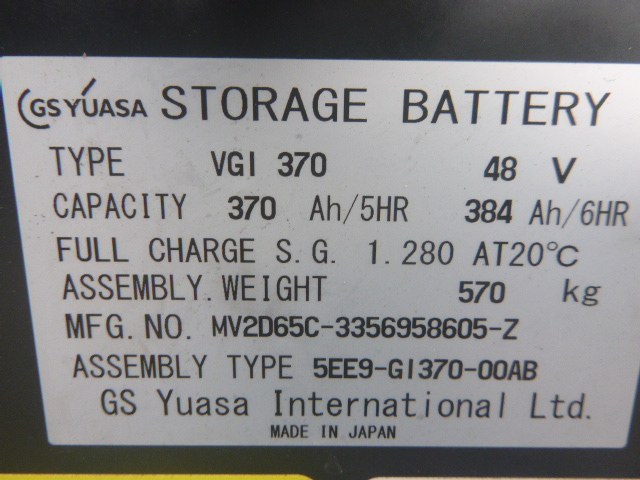 GS YUASA STORAGE BATTERY
TYPE VGI 370 48 V
CAPACITY 370 Ah/5HR 384 Ah/6HR
FULL CHARGE S.G. 1.280 AT20℃
ASSEMBLY.WEIGHT 570 kg
MFG.NO. MV2D65C-3356958605-Z
ASSEMBLY TYPE 5EE9-GI370-00AB
GS Yuasa International Ltd.
MADE IN JAPAN